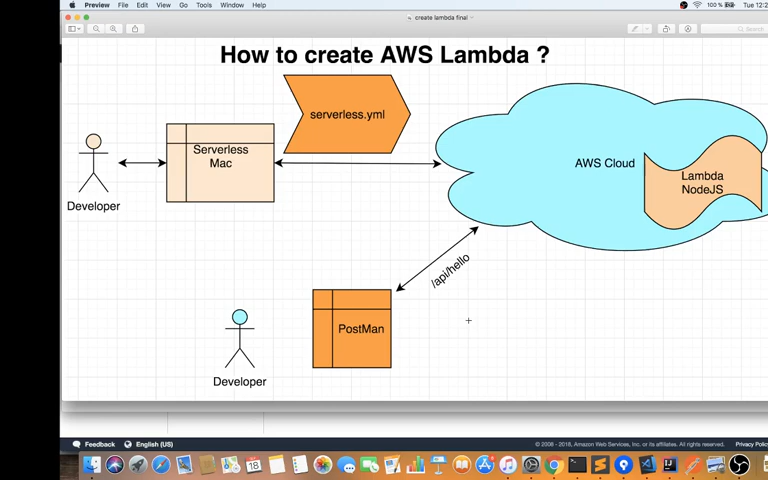 Preview File Edit View Go Tools Window Help
100 %
Tue 12:2
create lambda final
Search
How to create AWS Lambda ?
serverless.yml
Serverless
Mac
AWS Cloud
Lambda
NodeJS
Developer
/api/hello
PostMan
Developer
Feedback
English (US)
© 2008 - 2018, Amazon Web Services, Inc. or its affiliates. All rights reserved.
Privacy Polic
18